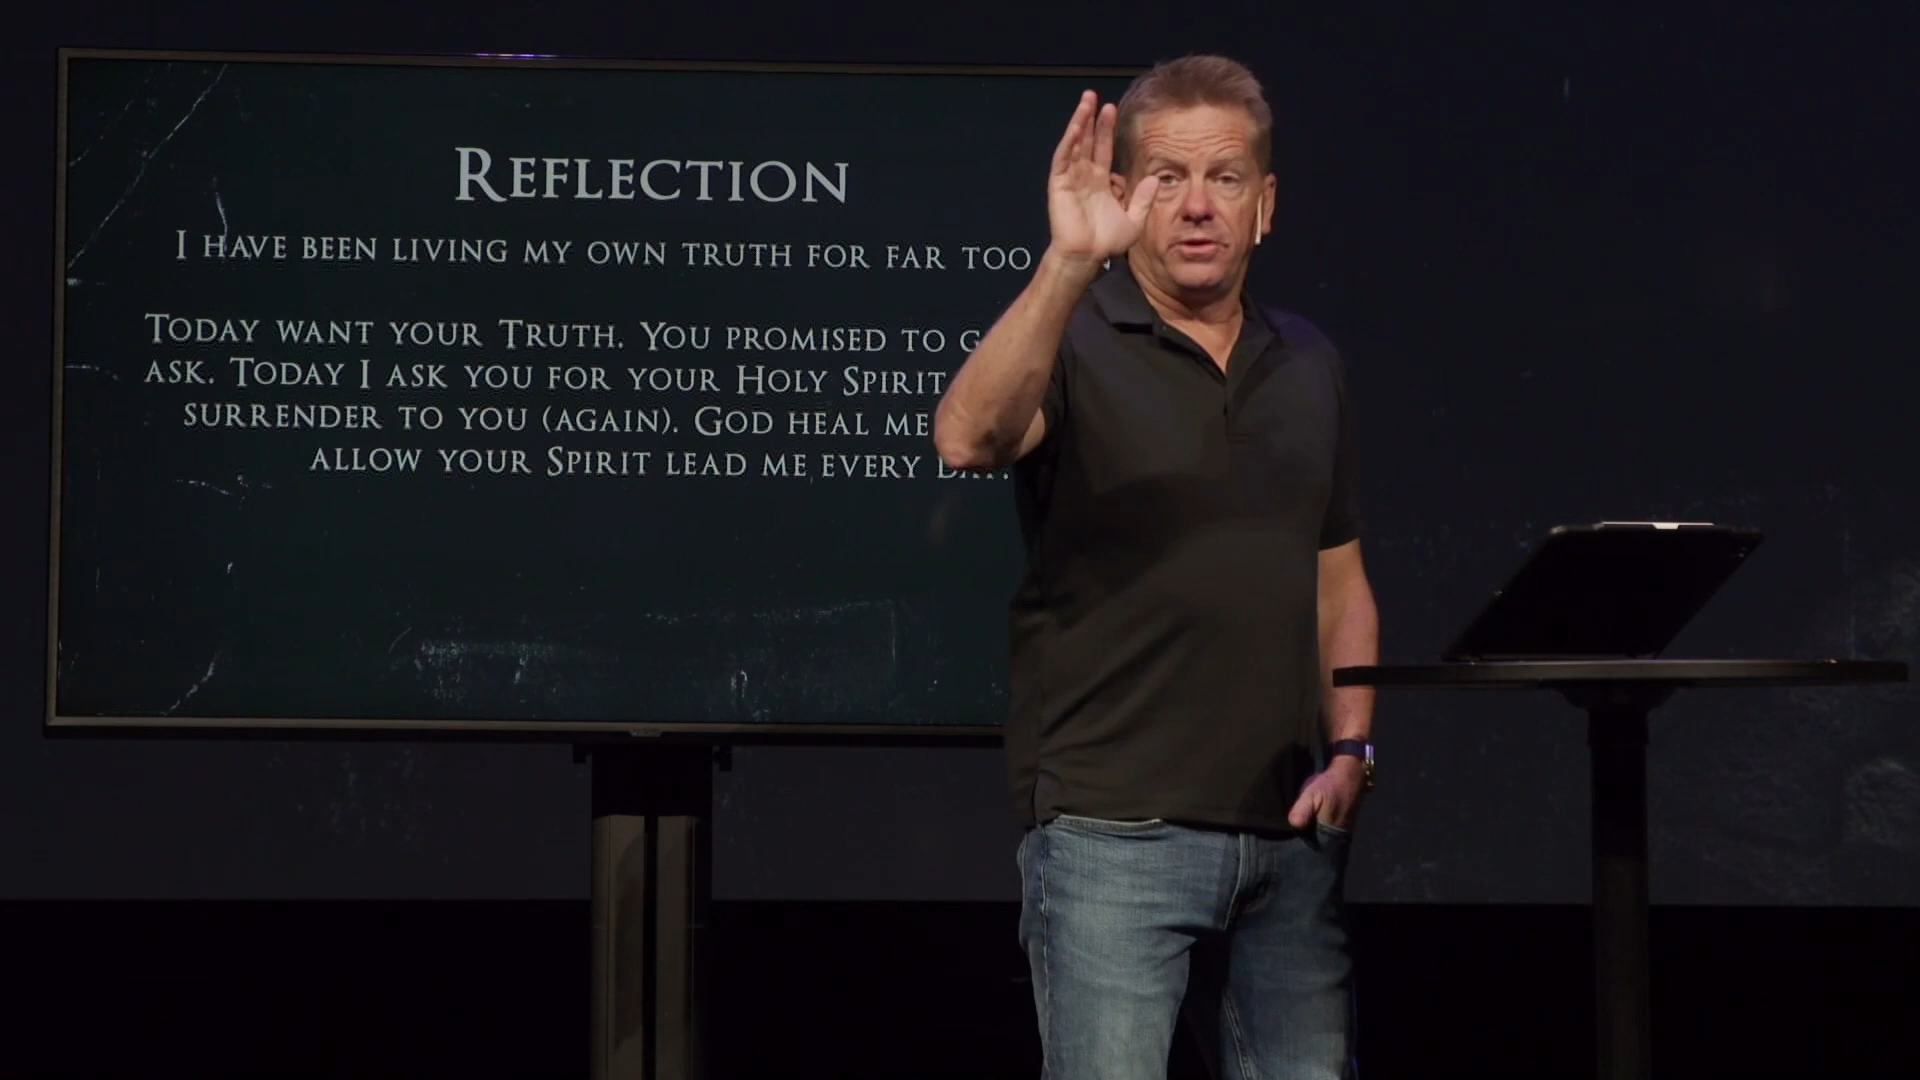 Reflection
I have been living my own truth for far too
Today want your Truth. You promised to
ask. Today I ask you for your Holy Spirit
surrender to you (again). God heal me
allow your Spirit lead me every